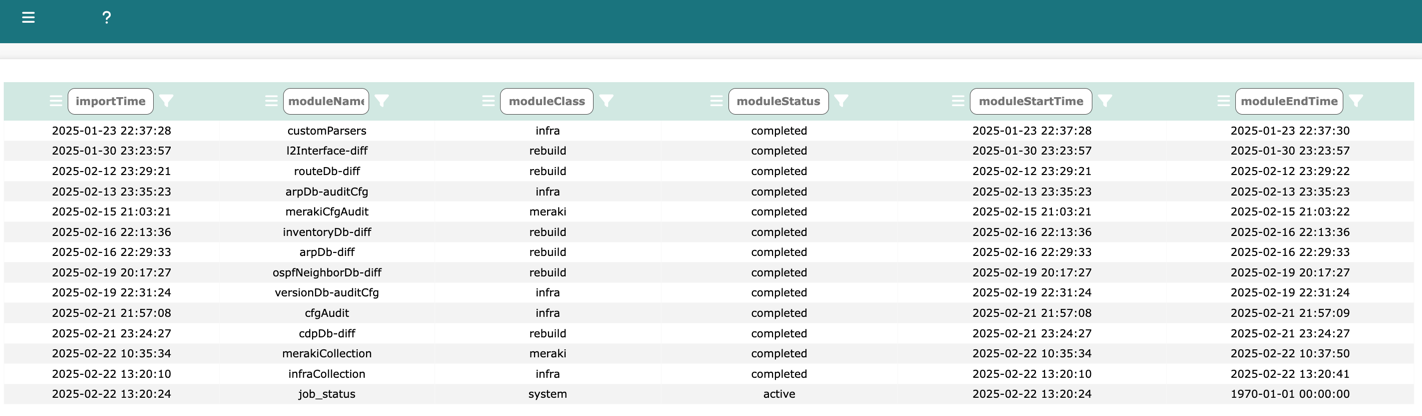 ?
importTime moduleName moduleClass moduleStatus moduleStartTime moduleEndTime
2025-01-23 22:37:28 customParsers infra completed 2025-01-23 22:37:28 2025-01-23 22:37:30
2025-01-30 23:23:57 l2Interface-diff rebuild completed 2025-01-30 23:23:57 2025-01-30 23:23:57
2025-02-12 23:29:21 routeDb-diff rebuild completed 2025-02-12 23:29:21 2025-02-12 23:29:22
2025-02-13 23:35:23 arpDb-auditCfg infra completed 2025-02-13 23:35:23 2025-02-13 23:35:23
2025-02-15 21:03:21 merakiCfgAudit meraki completed 2025-02-15 21:03:21 2025-02-15 21:03:22
2025-02-16 22:13:36 inventoryDb-diff rebuild completed 2025-02-16 22:13:36 2025-02-16 22:13:36
2025-02-16 22:29:33 arpDb-diff rebuild completed 2025-02-16 22:29:33 2025-02-16 22:29:33
2025-02-19 20:17:27 ospfNeighborDb-diff rebuild completed 2025-02-19 20:17:27 2025-02-19 20:17:27
2025-02-19 22:31:24 versionDb-auditCfg infra completed 2025-02-19 22:31:24 2025-02-19 22:31:24
2025-02-21 21:57:08 cfgAudit infra completed 2025-02-21 21:57:08 2025-02-21 21:57:09
2025-02-21 23:24:27 cdpDb-diff rebuild completed 2025-02-21 23:24:27 2025-02-21 23:24:27
2025-02-22 10:35:34 merakiCollection meraki completed 2025-02-22 10:35:34 2025-02-22 10:37:50
2025-02-22 13:20:10 infraCollection infra completed 2025-02-22 13:20:10 2025-02-22 13:20:41
2025-02-22 13:20:24 job_status system active 2025-02-22 13:20:24 1970-01-01 00:00:00